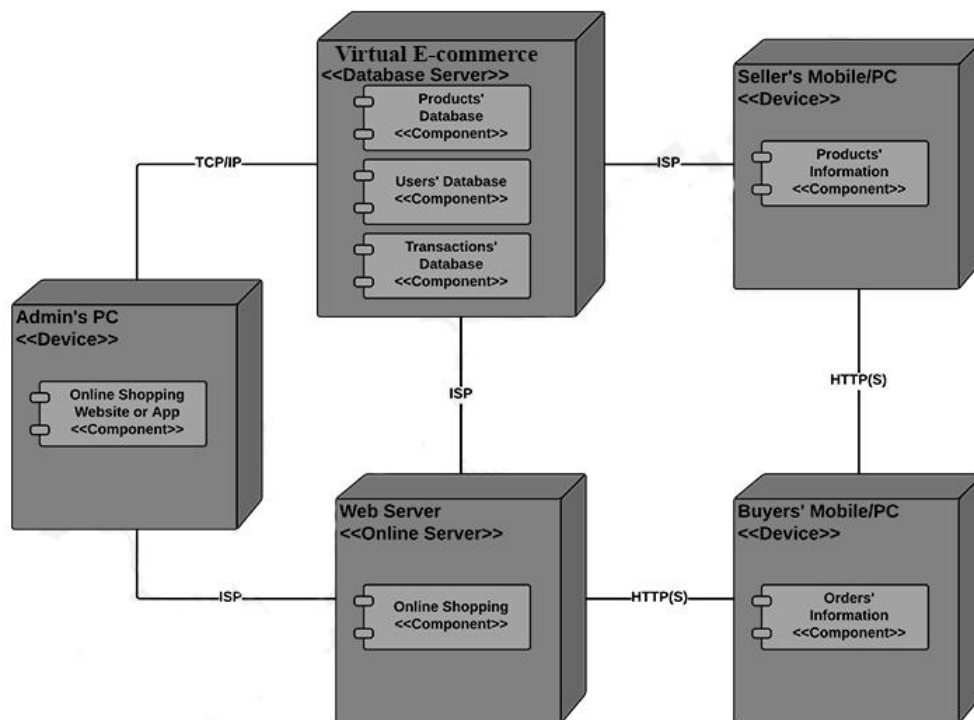 Virtual E-commerce
<<Database Server>>
Products'
Database
<<Component>>
Users' Database
<<Component>>
Transactions'
Database
<<Component>>
Seller's Mobile/PC
<<Device>>
Products'
Information
<<Component>>
TCP/IP
ISP
Admin's PC
<<Device>>
Online Shopping
Website or App
<<Component>>
ISP
HTTP(S)
Web Server
<<Online Server>>
Online Shopping
<<Component>>
Buyers' Mobile/PC
<<Device>>
Orders'
Information
<<Component>>
ISP
HTTP(S)